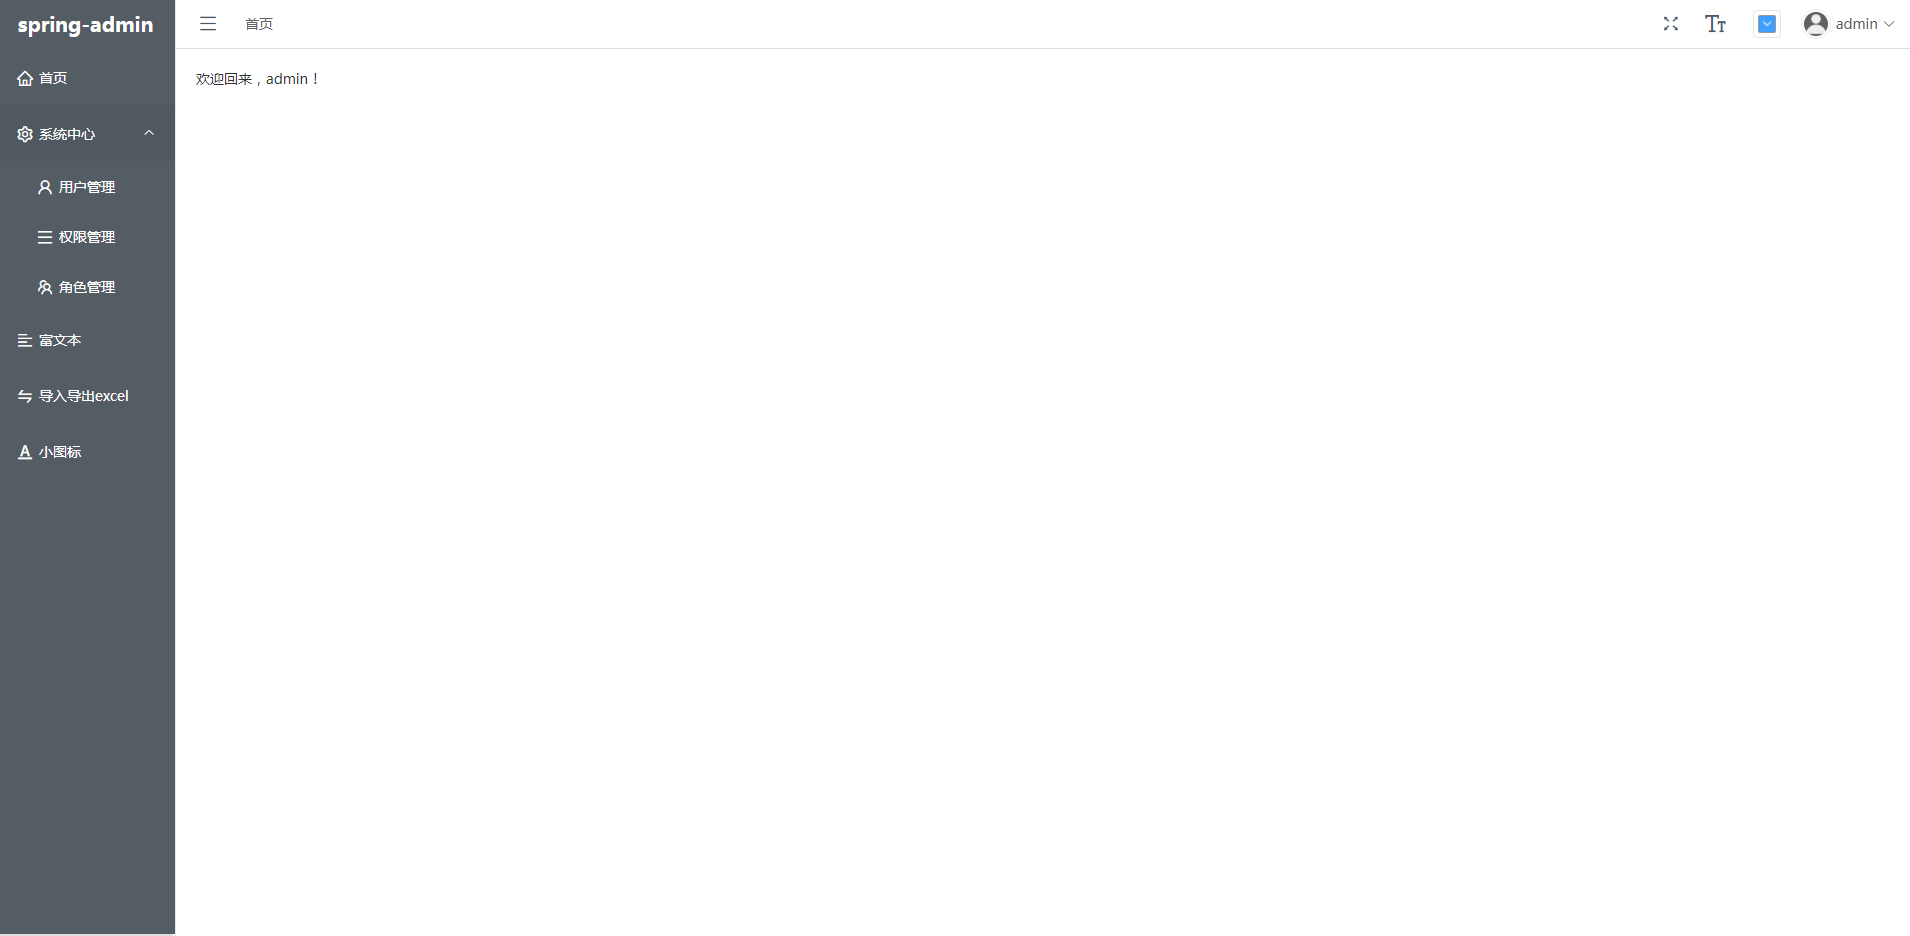 spring-admin
首页
系统中心
用户管理
权限管理
角色管理
富文本
导入导出excel
小图标
首页
admin
欢迎回来，admin！